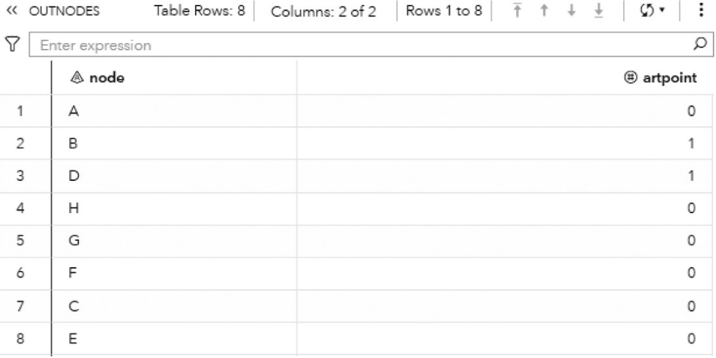 OUTNODES Table Rows: 8 Columns: 2 of 2 Rows 1 to 8
Enter expression
node artpoint
1 A 0
2 B 1
3 D 1
4 H 0
5 G 0
6 F 0
7 C 0
8 E 0